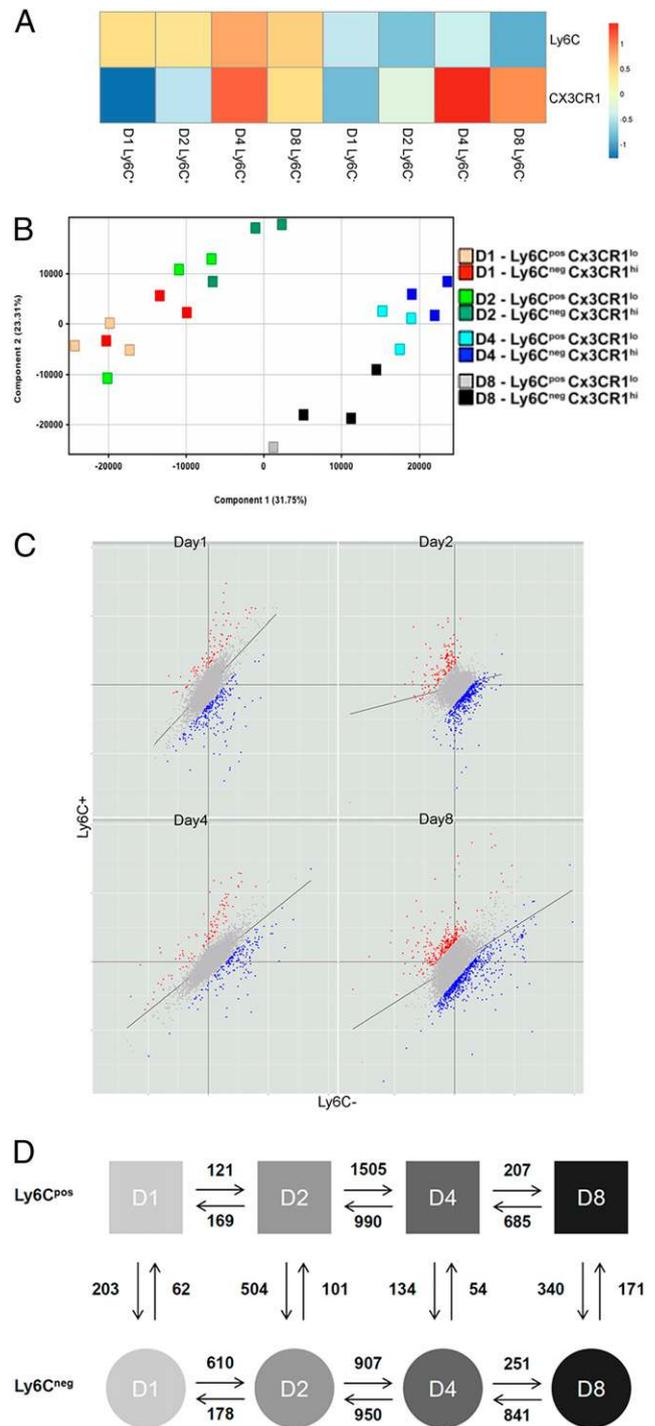 A
Ly6C
CX3CR1
1
0.5
0
-0.5
-1
D1 Ly6C⁺
D2 Ly6C⁺
D4 Ly6C⁺
D8 Ly6C⁺
D1 Ly6C⁻
D2 Ly6C⁻
D4 Ly6C⁻
D8 Ly6C⁻
B
Component 2 (23.31%)
10000
0
-10000
-20000
-20000
-10000
0
10000
20000
Component 1 (31.75%)
D1 - Ly6Cᵖᵒˢ Cx3CR1ˡᵒ
D1 - Ly6Cⁿᵉᵍ Cx3CR1ʰⁱ
D2 - Ly6Cᵖᵒˢ Cx3CR1ˡᵒ
D2 - Ly6Cⁿᵉᵍ Cx3CR1ʰⁱ
D4 - Ly6Cᵖᵒˢ Cx3CR1ˡᵒ
D4 - Ly6Cⁿᵉᵍ Cx3CR1ʰⁱ
D8 - Ly6Cᵖᵒˢ Cx3CR1ˡᵒ
D8 - Ly6Cⁿᵉᵍ Cx3CR1ʰⁱ
C
Day1
Day2
Day4
Day8
Ly6C+
Ly6C-
D
Ly6Cᵖᵒˢ
D1
121
169
D2
1505
990
D4
207
685
D8
203
62
504
101
134
54
340
171
Ly6Cⁿᵉᵍ
D1
610
178
D2
907
950
D4
251
841
D8